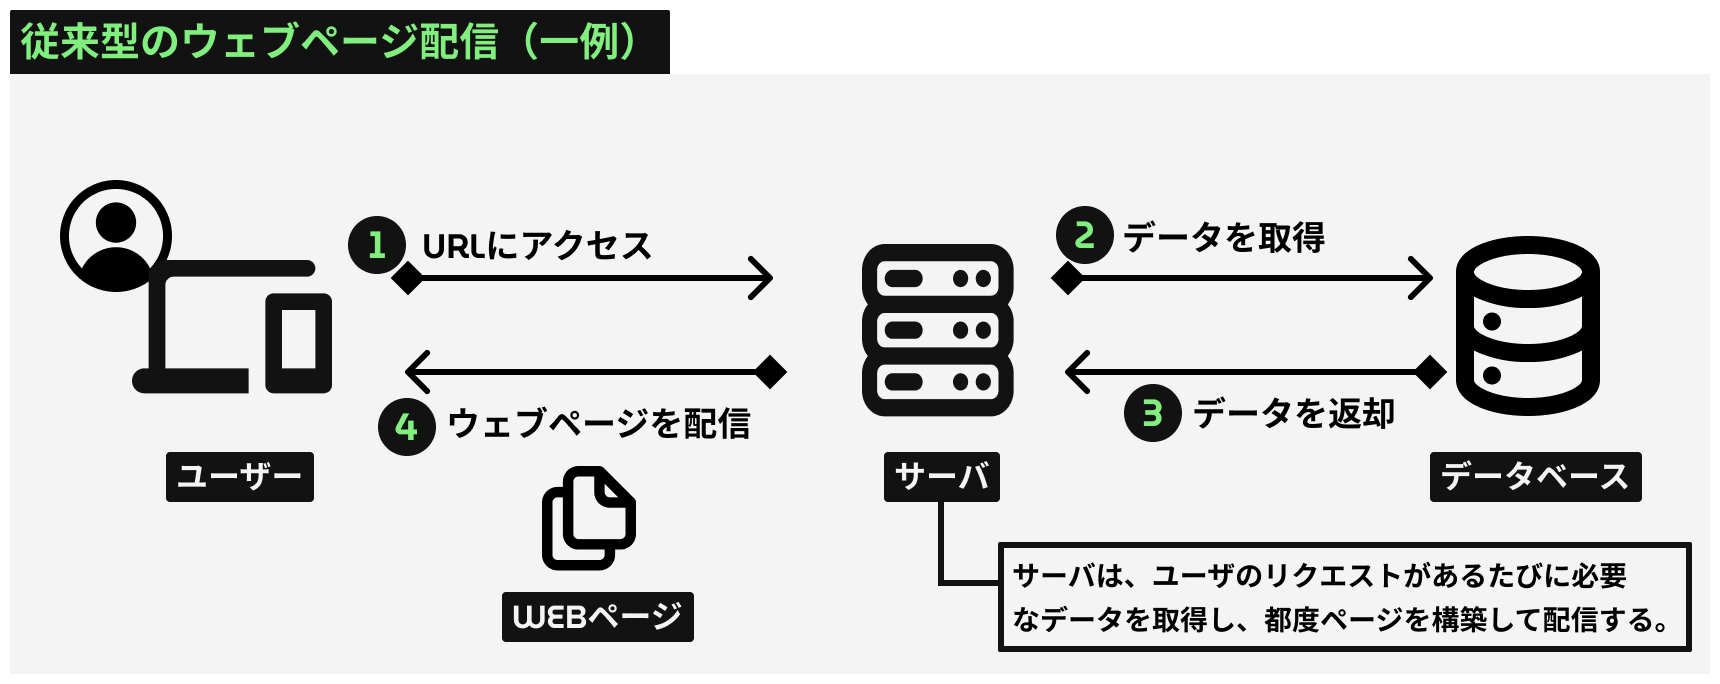 従来型のウェブページ配信（一例）
1 URLにアクセス
2 データを取得
4 ウェブページを配信
3 データを返却
ユーザー
サーバ
データベース
WEBページ
サーバは、ユーザのリクエストがあるたびに必要
なデータを取得し、都度ページを構築して配信する。